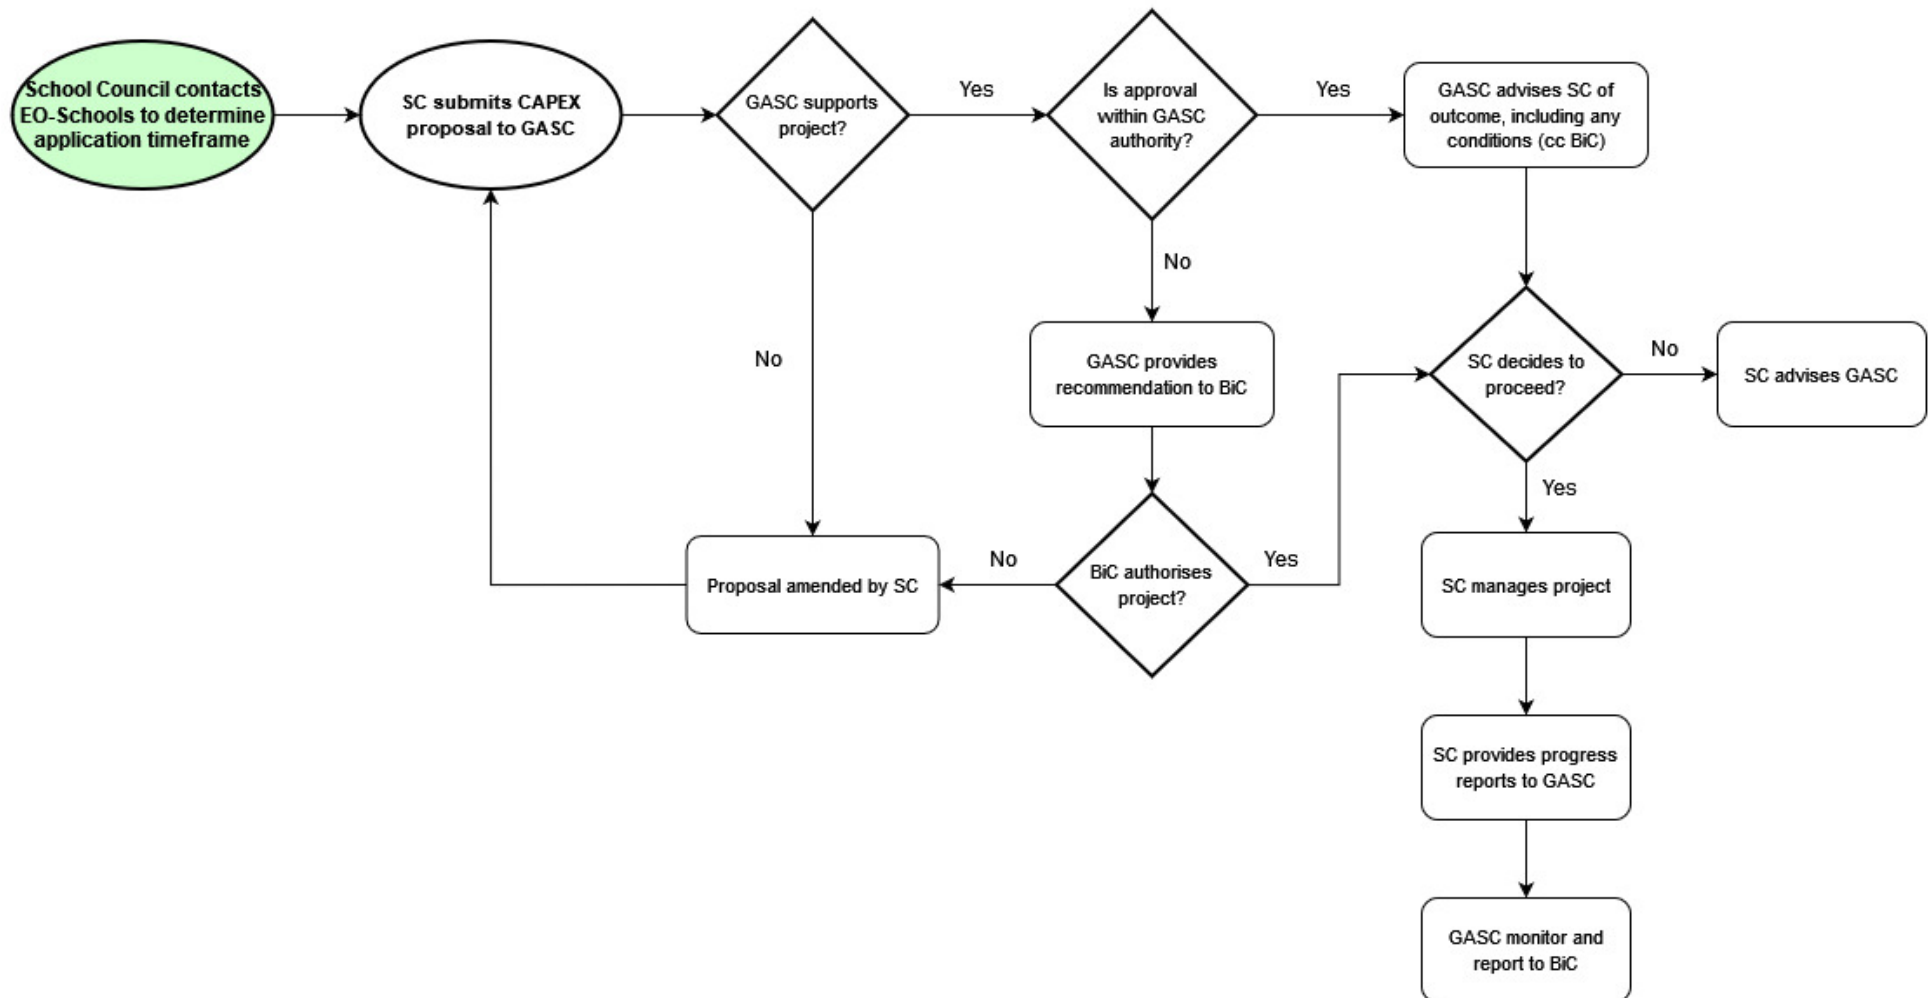 School Council contacts
EO-Schools to determine
application timeframe
SC submits CAPEX
proposal to GASC
GASC supports
project?
Yes
Is approval
within GASC
authority?
Yes
GASC advises SC of
outcome, including any
conditions (cc BiC)
No
No
GASC provides
recommendation to BiC
SC decides to
proceed?
No
SC advises GASC
Yes
Proposal amended by SC
No
BiC authorises
project?
Yes
SC manages project
SC provides progress
reports to GASC
GASC monitor and
report to BiC